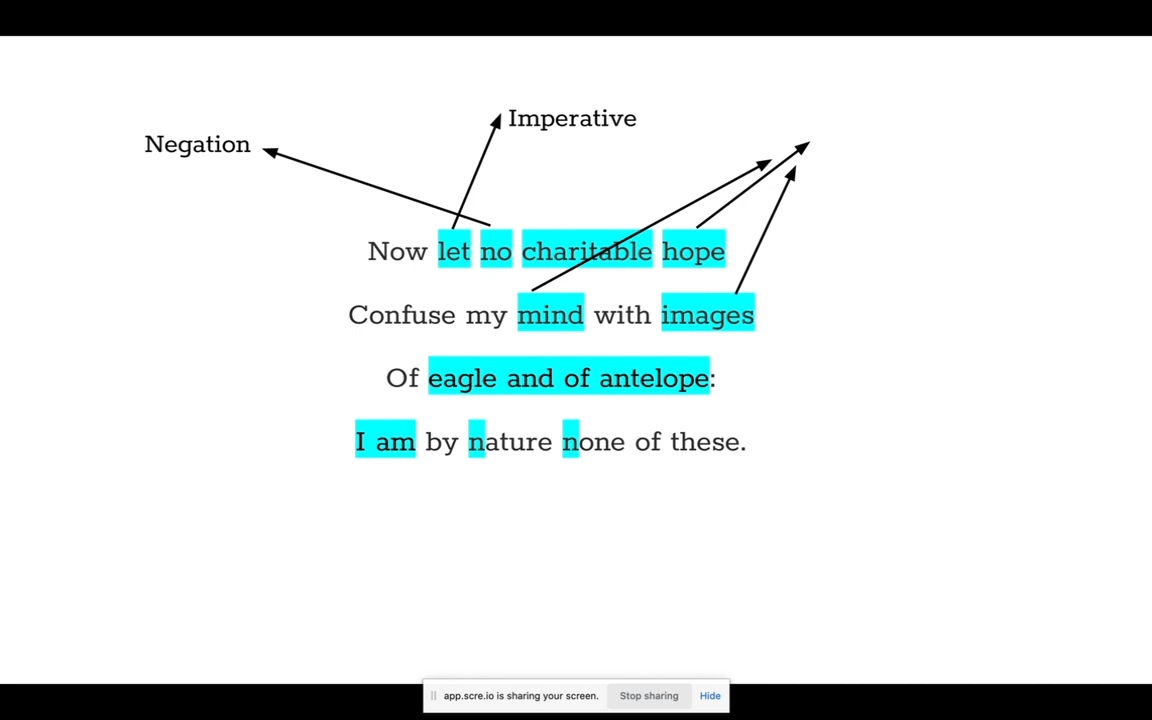 Imperative
Negation
Now let no charitable hope
Confuse my mind with images
Of eagle and of antelope:
I am by nature none of these.
app.scre.io is sharing your screen. Stop sharing Hide